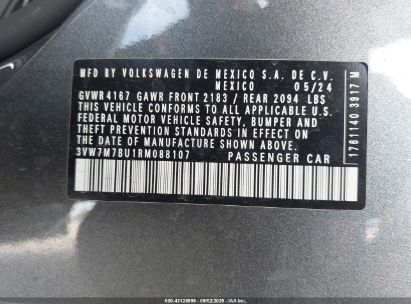 MFD BY VOLKSWAGEN DE MEXICO S.A. DE C.V.
MEXICO 05/24
GVWR 4167 GAWR FRONT 2183 / REAR 2094 LBS
THIS VEHICLE CONFORMS TO ALL APPLICABLE U.S.
FEDERAL MOTOR VEHICLE SAFETY, BUMPER AND
THEFT PREVENTION STANDARDS IN EFFECT ON THE
DATE OF MANUFACTURE SHOWN ABOVE.
3VW7M7BU1RM088107 PASSENGER CAR
1761140 3917 M